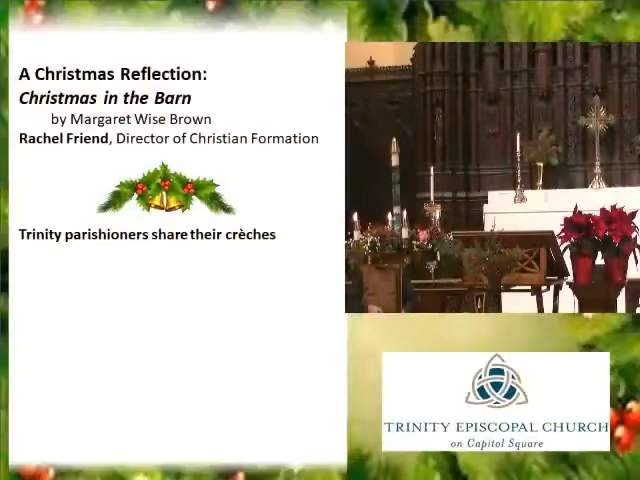 A Christmas Reflection:
Christmas in the Barn
by Margaret Wise Brown
Rachel Friend, Director of Christian Formation
Trinity parishioners share their crèches
TRINITY EPISCOPAL CHURCH
on Capitol Square